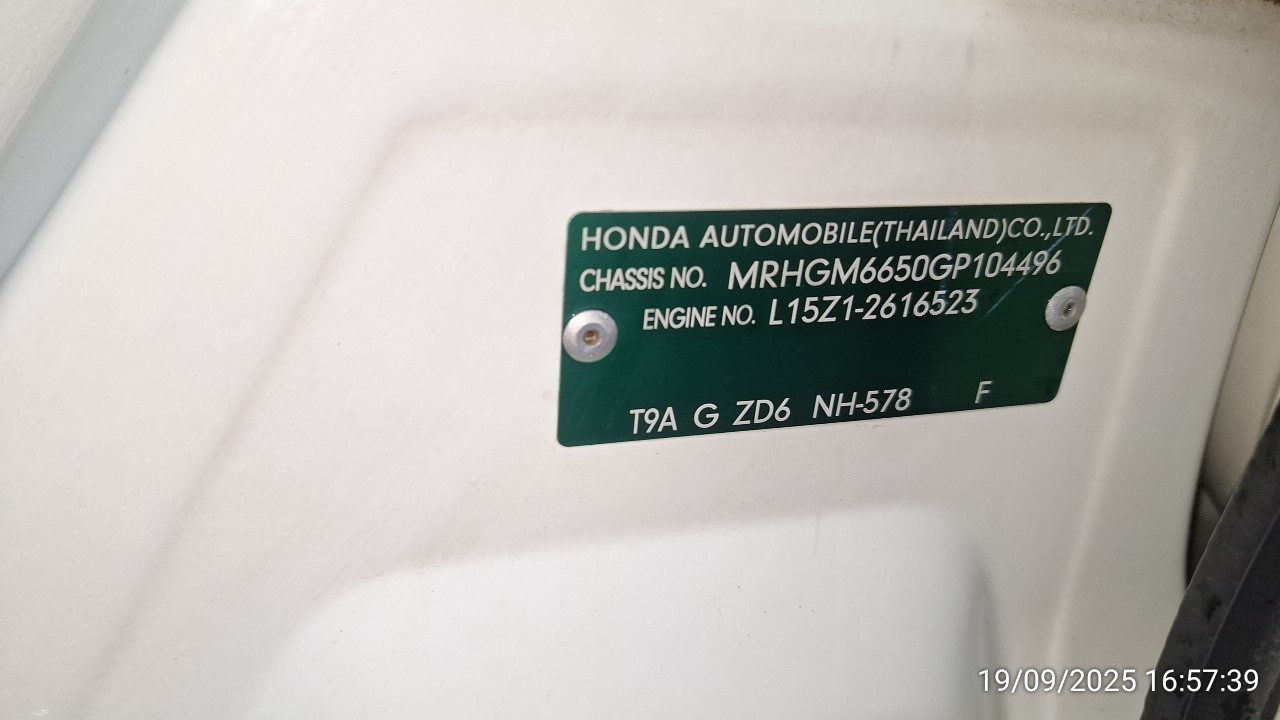 HONDA AUTOMOBILE(THAILAND)CO.,LTD.
CHASSIS NO. MRHGM6650GP104496
ENGINE NO. L15Z1-2616523
T9A G ZD6 NH-578 F
19/09/2025 16:57:39